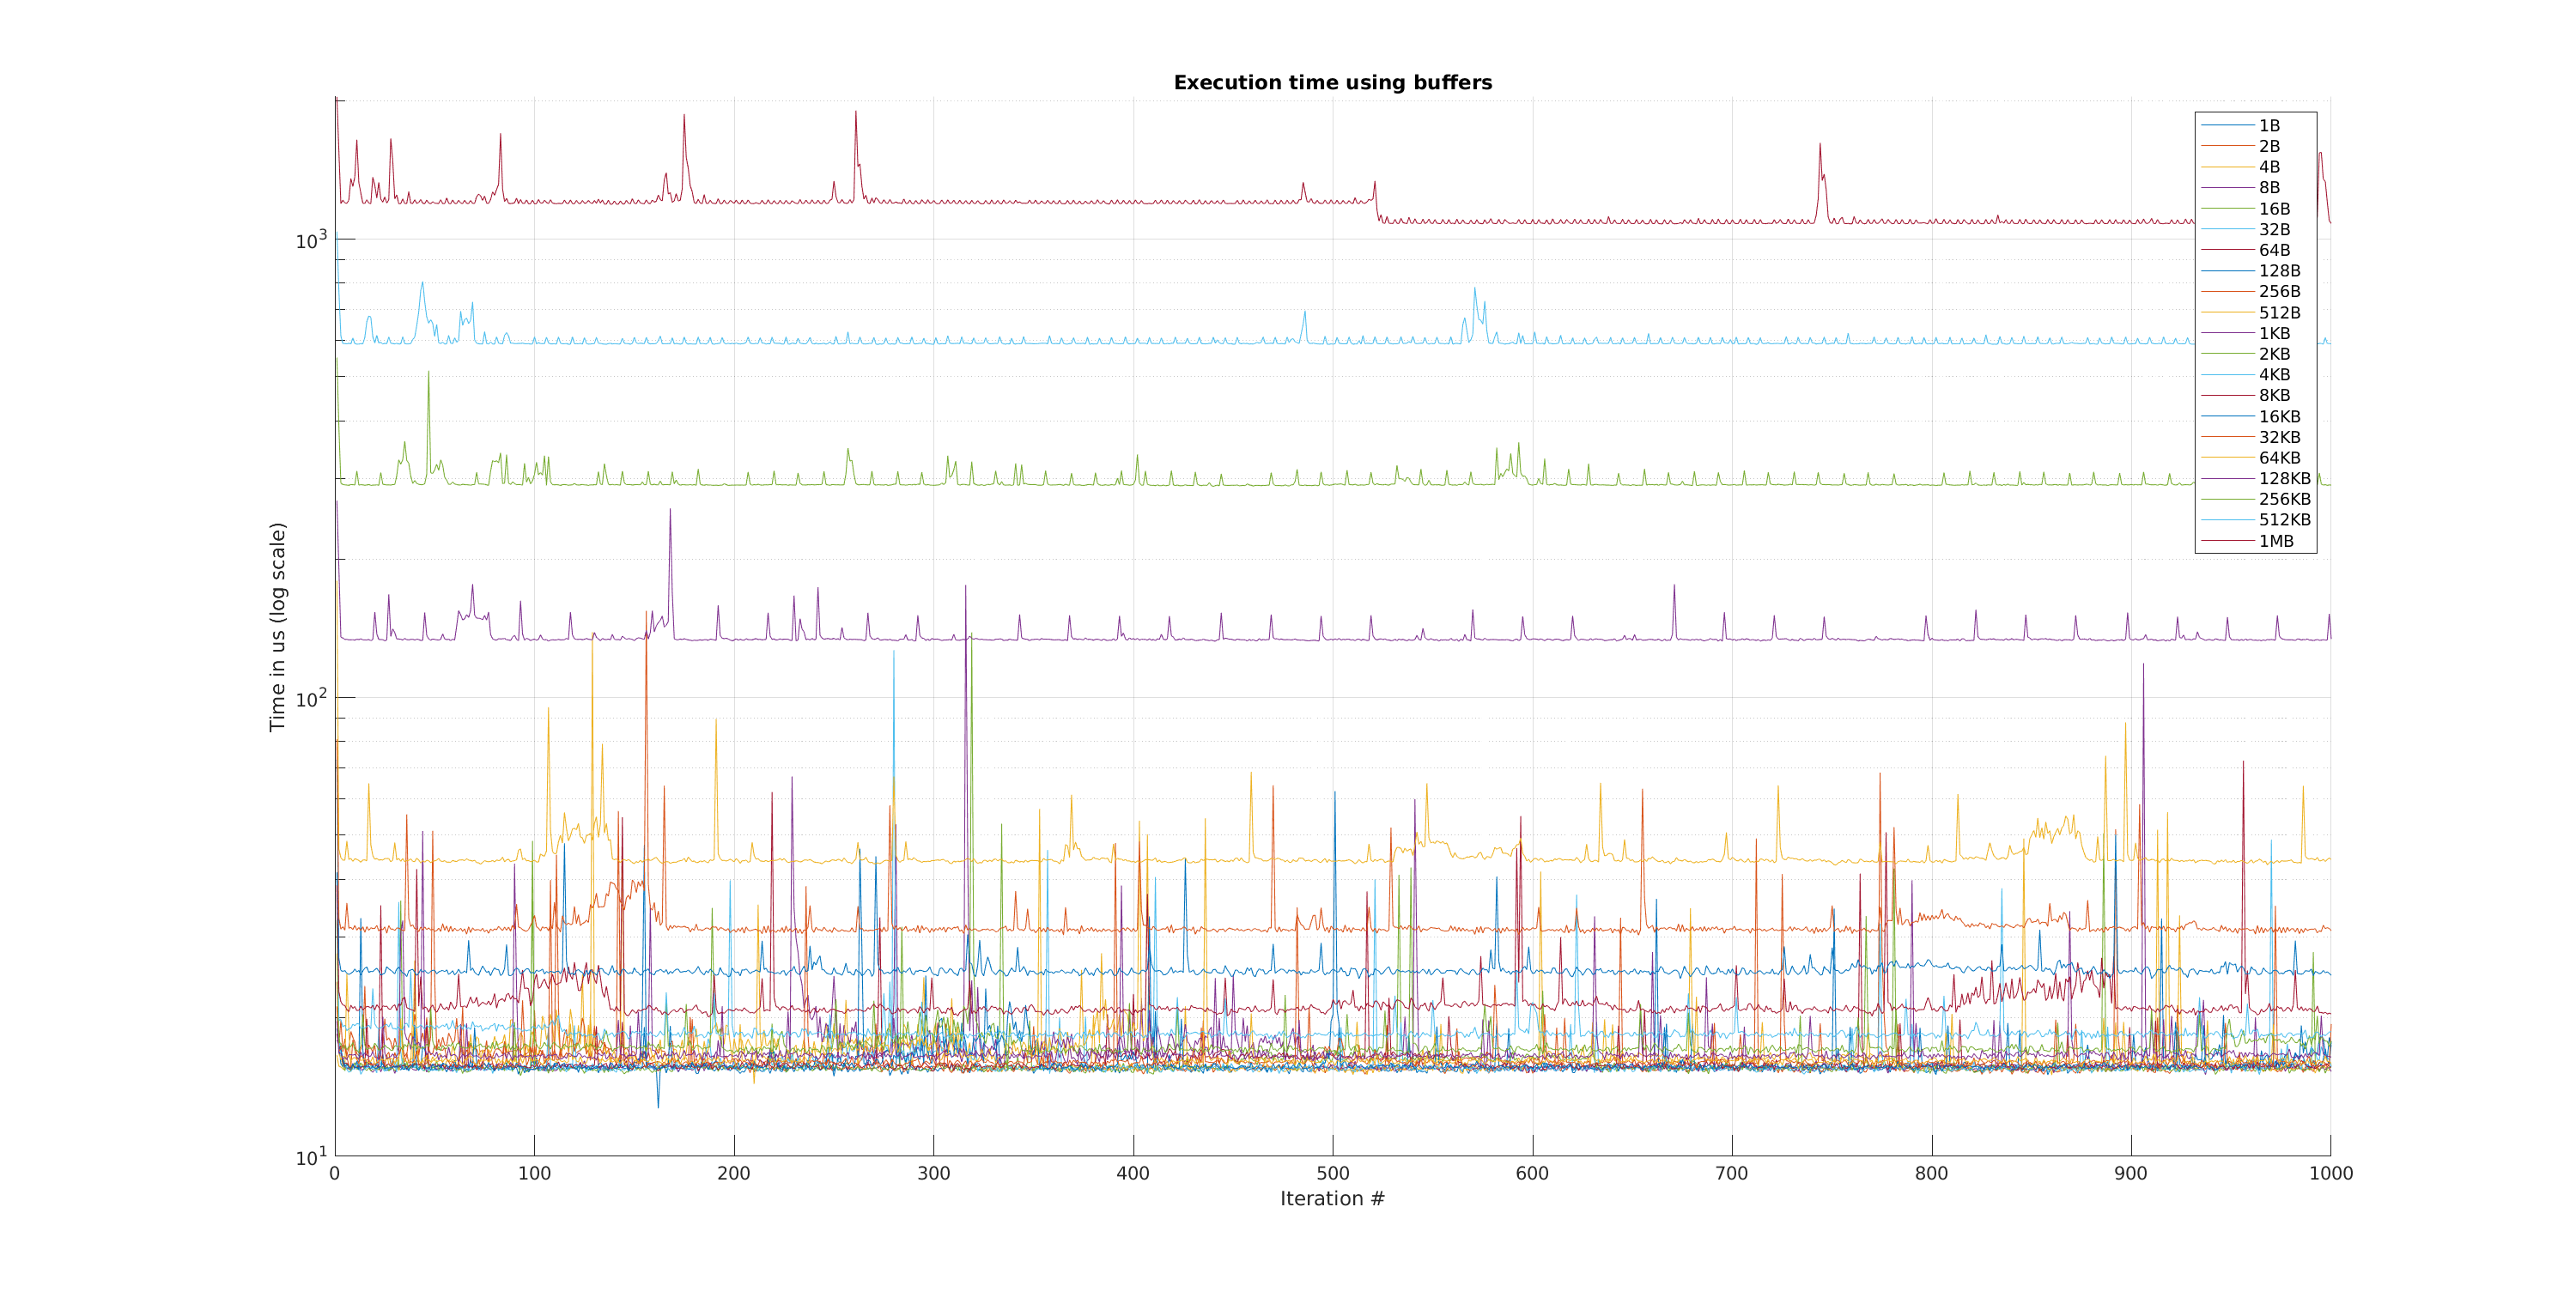 Execution time using buffers
1B
2B
4B
8B
16B
32B
64B
128B
256B
512B
1KB
2KB
4KB
8KB
16KB
32KB
64KB
128KB
256KB
512KB
1MB
Time in us (log scale)
10^3
10^2
10^1
0 100 200 300 400 500 600 700 800 900 1000
Iteration #